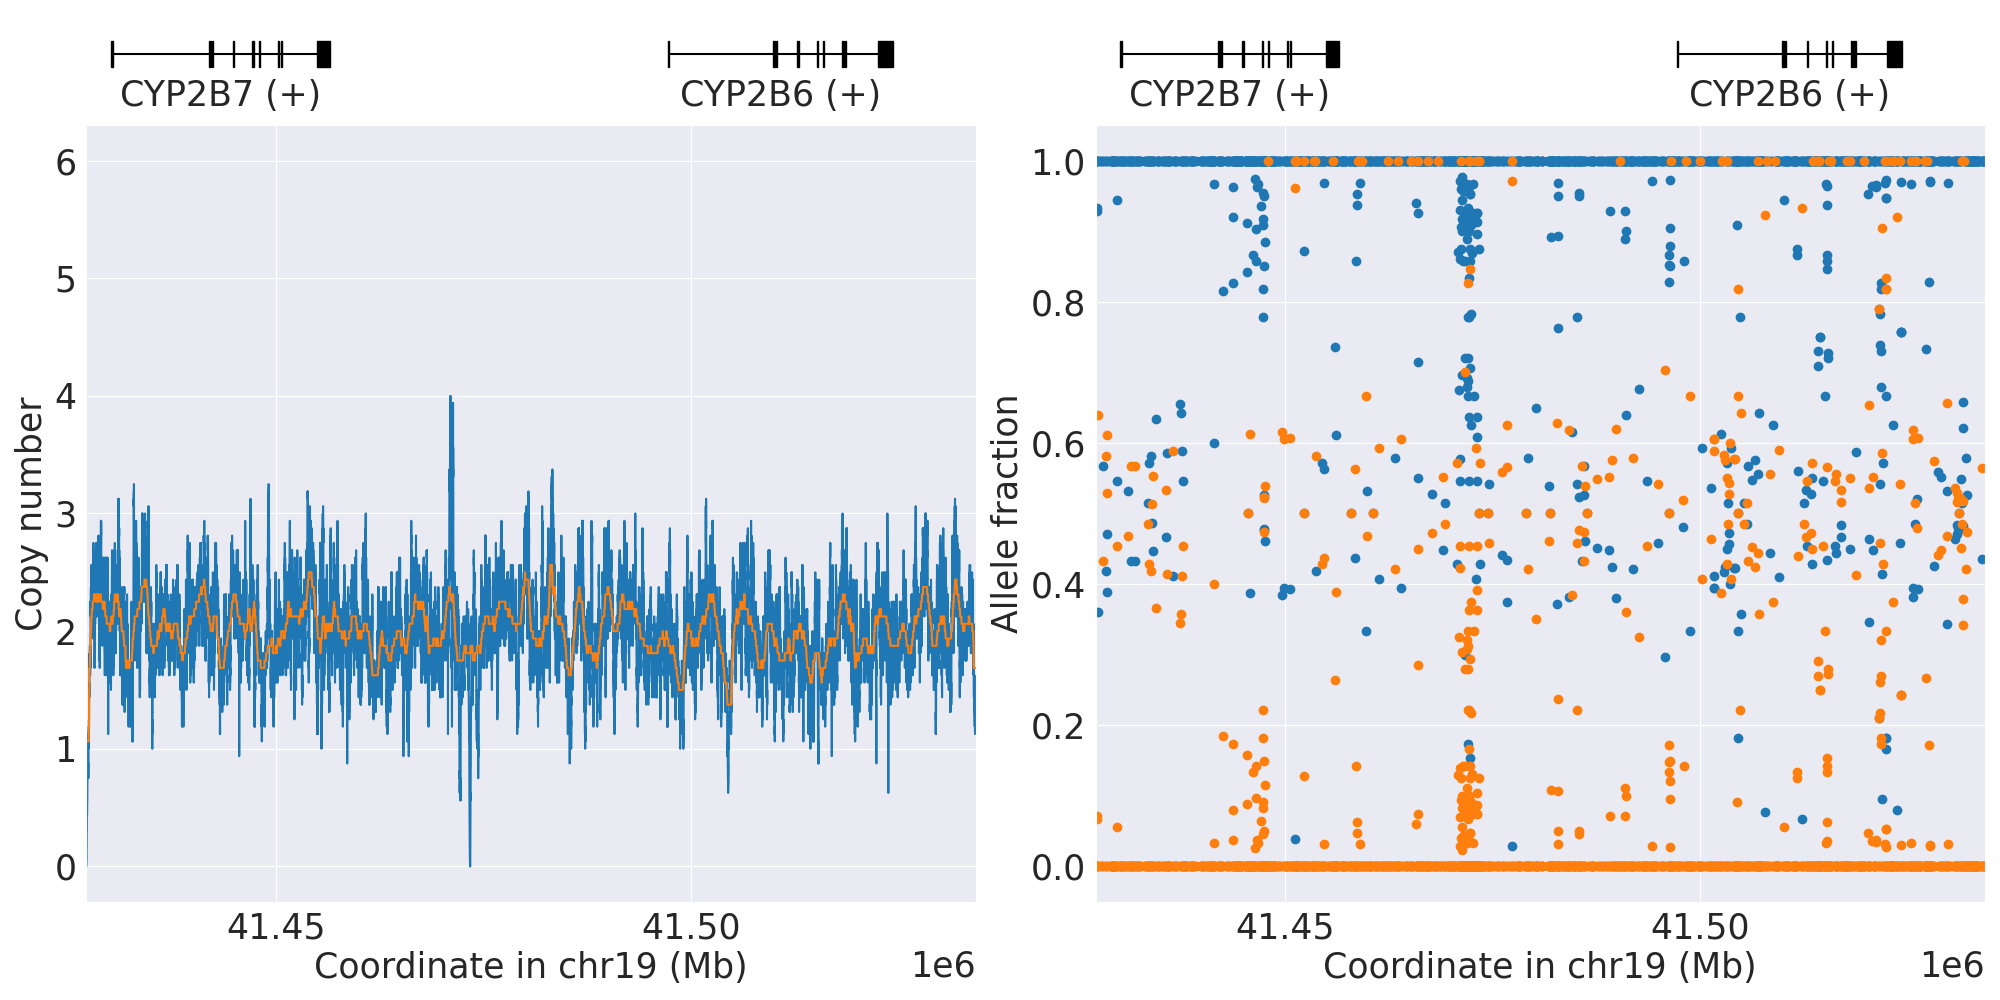 CYP2B7 (+)
CYP2B6 (+)
6
5
4
3
2
1
0
Copy number
41.45
41.50
Coordinate in chr19 (Mb)
1e6
CYP2B7 (+)
CYP2B6 (+)
1.0
0.8
0.6
0.4
0.2
0.0
Allele fraction
41.45
41.50
Coordinate in chr19 (Mb)
1e6